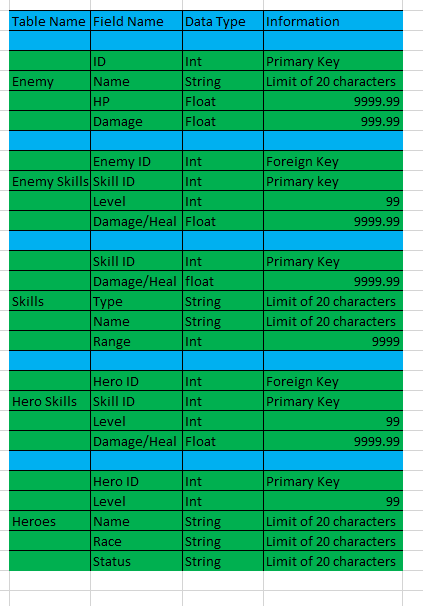 Table Name Field Name Data Type Information
ID Int Primary Key
Enemy Name String Limit of 20 characters
HP Float 9999.99
Damage Float 999.99
Enemy ID Int Foreign Key
Enemy Skills Skill ID Int Primary key
Level Int 99
Damage/Heal Float 9999.99
Skill ID Int Primary Key
Damage/Heal float 9999.99
Skills Type String Limit of 20 characters
Name String Limit of 20 characters
Range Int 9999
Hero ID Int Foreign Key
Hero Skills Skill ID Int Primary Key
Level Int 99
Damage/Heal Float 9999.99
Hero ID Int Primary Key
Level Int 99
Heroes Name String Limit of 20 characters
Race String Limit of 20 characters
Status String Limit of 20 characters